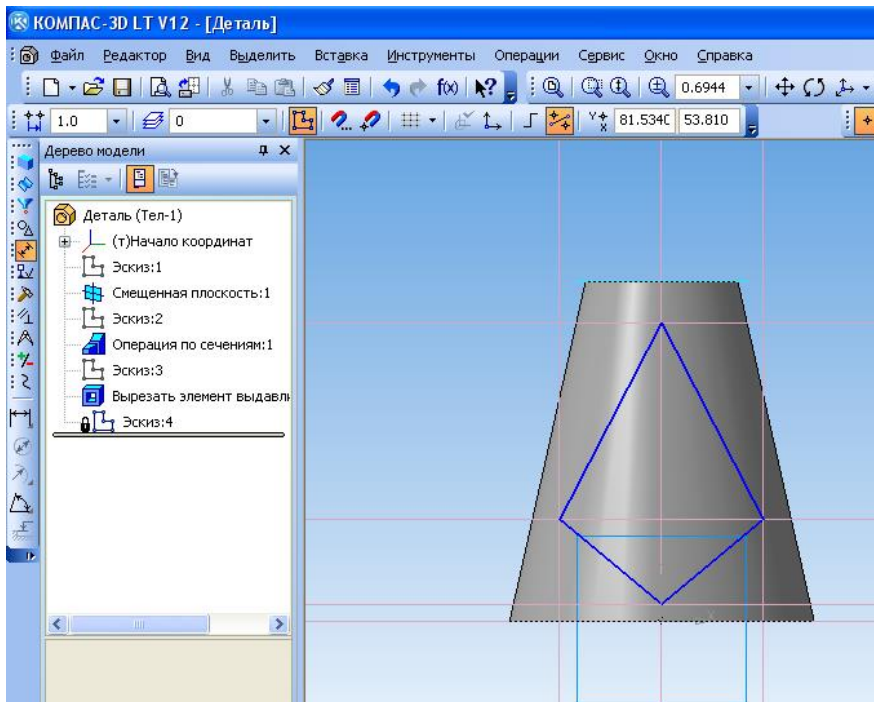 КОМПАС-3D LT V12 - [Деталь]
Файл Редактор Вид Выделить Вставка Инструменты Операции Сервис Окно Справка
f(x) 0.6944
1.0 0 81.534 53.810
Дерево модели
Деталь (Тел-1)
(т)Начало координат
Эскиз:1
Смещенная плоскость:1
Эскиз:2
Операция по сечениям:1
Эскиз:3
Вырезать элемент выдавли
Эскиз:4